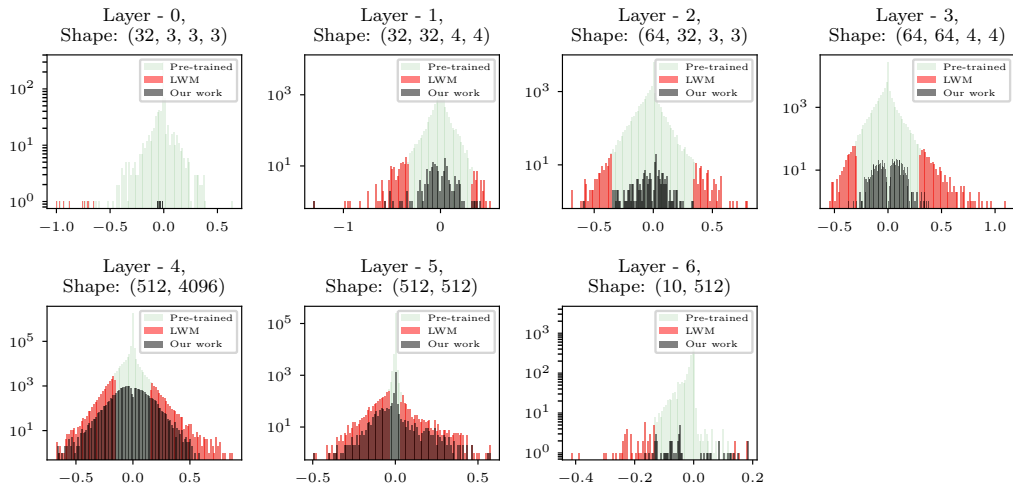 Layer - 0,
Shape: (32, 3, 3, 3)
Pre-trained
LWM
Our work
10²
10¹
10⁰
−1.0
−0.5
0.0
0.5
Layer - 1,
Shape: (32, 32, 4, 4)
Pre-trained
LWM
Our work
10³
10¹
−1
0
Layer - 2,
Shape: (64, 32, 3, 3)
Pre-trained
LWM
Our work
10³
10¹
−0.5
0.0
0.5
Layer - 3,
Shape: (64, 64, 4, 4)
Pre-trained
LWM
Our work
10³
10¹
−0.5
0.0
0.5
1.0
Layer - 4,
Shape: (512, 4096)
Pre-trained
LWM
Our work
10⁵
10³
10¹
−0.5
0.0
0.5
Layer - 5,
Shape: (512, 512)
Pre-trained
LWM
Our work
10⁵
10³
10¹
−0.5
0.0
0.5
Layer - 6,
Shape: (10, 512)
Pre-trained
LWM
Our work
10³
10²
10¹
10⁰
−0.4
−0.2
0.0
0.2